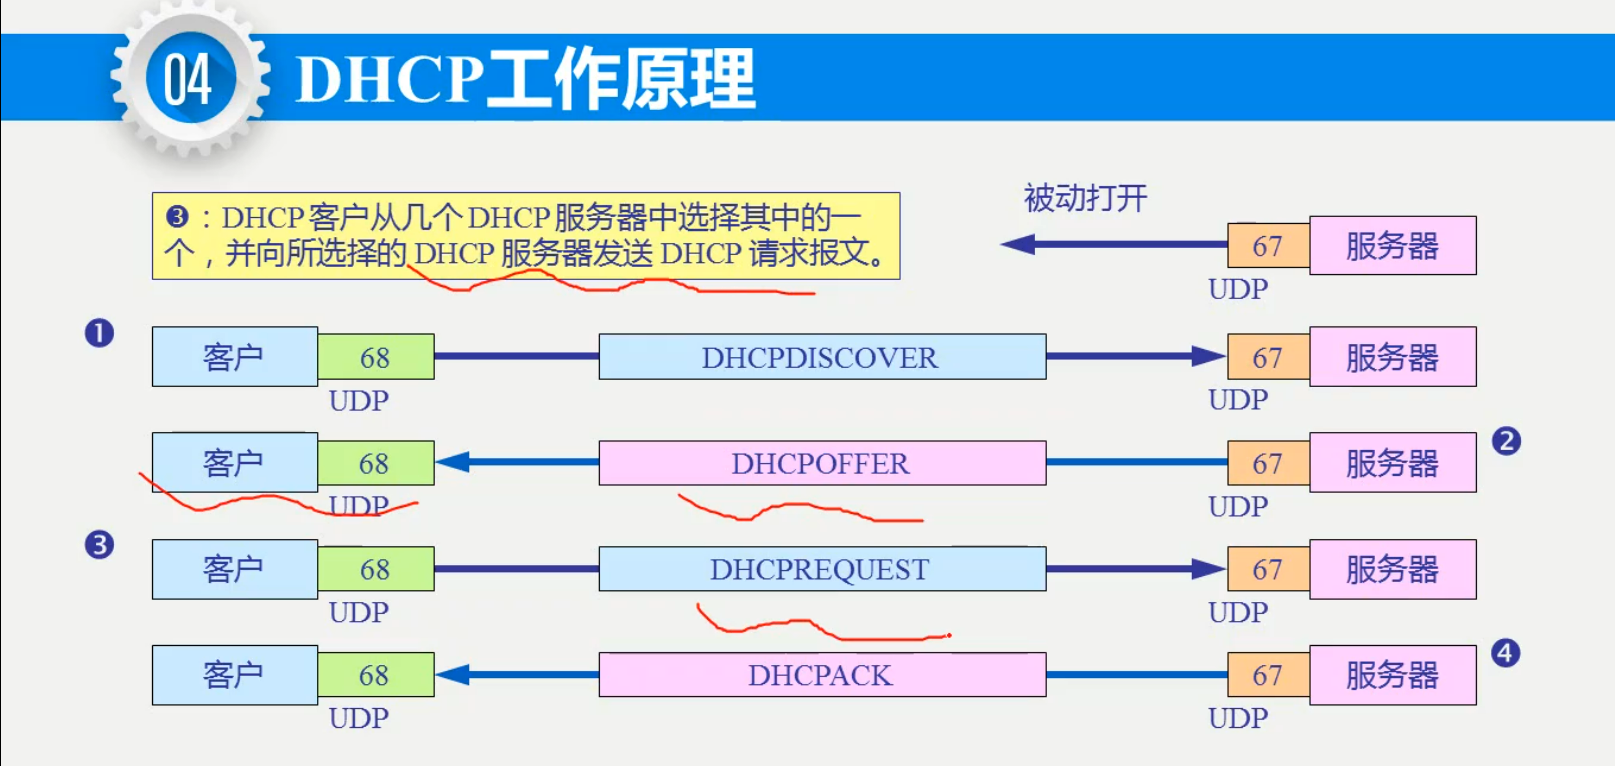 04
DHCP工作原理
❸：DHCP 客户从几个 DHCP 服务器中选择其中的一
个，并向所选择的 DHCP 服务器发送 DHCP 请求报文。
被动打开
67 服务器
UDP
❶
客户 68 DHCPDISCOVER 67 服务器
UDP UDP
客户 68 DHCPOFFER 67 服务器 ❷
UDP UDP
❸
客户 68 DHCPREQUEST 67 服务器
UDP UDP
客户 68 DHCPACK 67 服务器 ❹
UDP UDP